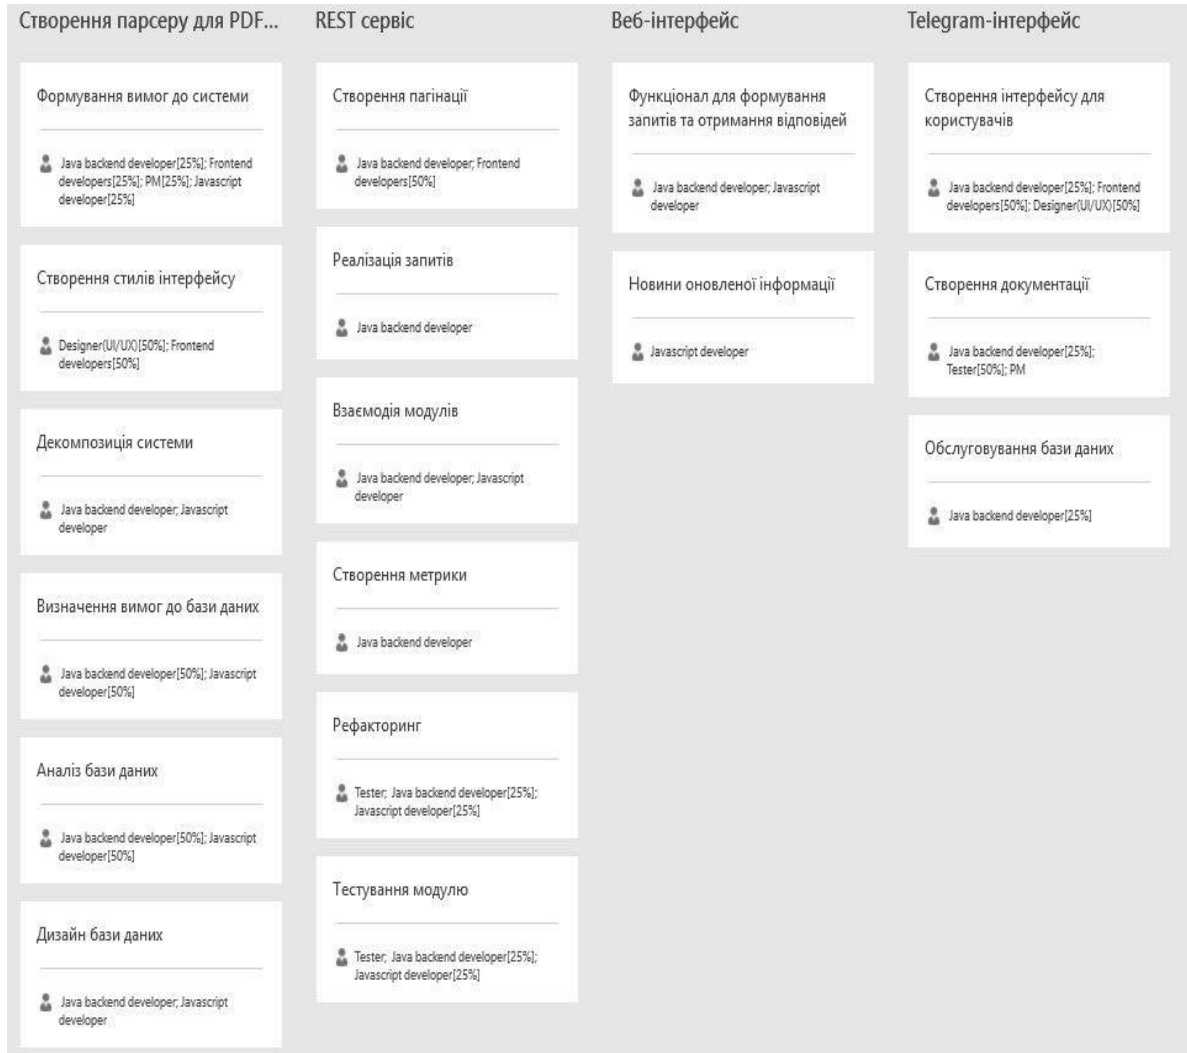 Створення парсеру для PDF...
Формування вимог до системи
Java backend developer[25%]; Frontend
developers[25%]; PM[25%]; Javascript
developer[25%]
Створення стилів інтерфейсу
Designer(UI/UX)[50%]; Frontend
developers[50%]
Декомпозиція системи
Java backend developer; Javascript
developer
Визначення вимог до бази даних
Java backend developer[50%]; Javascript
developer[50%]
Аналіз бази даних
Java backend developer[50%]; Javascript
developer[50%]
Дизайн бази даних
Java backend developer; Javascript
developer
REST сервіс
Створення пагінації
Java backend developer; Frontend
developers[50%]
Реалізація запитів
Java backend developer
Взаємодія модулів
Java backend developer; Javascript
developer
Створення метрики
Java backend developer
Рефакторинг
Tester; Java backend developer[25%];
Javascript developer[25%]
Тестування модулю
Tester; Java backend developer[25%];
Javascript developer[25%]
Веб-інтерфейс
Функціонал для формування
запитів та отримання відповідей
Java backend developer; Javascript
developer
Новини оновленої інформації
Javascript developer
Telegram-інтерфейс
Створення інтерфейсу для
користувачів
Java backend developer[25%]; Frontend
developers[50%]; Designer(UI/UX)[50%]
Створення документації
Java backend developer[25%];
Tester[50%]; PM
Обслуговування бази даних
Java backend developer[25%]